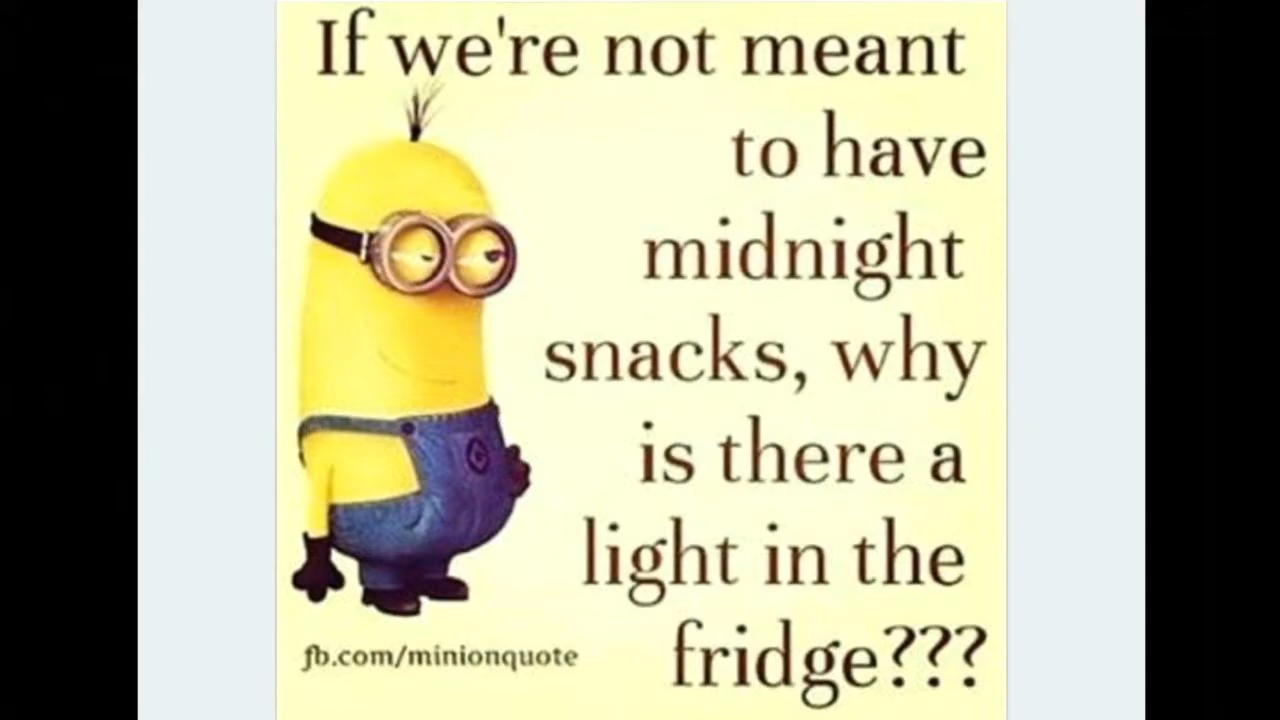 If we're not meant
to have
midnight
snacks, why
is there a
light in the
fridge???
fb.com/minionquote